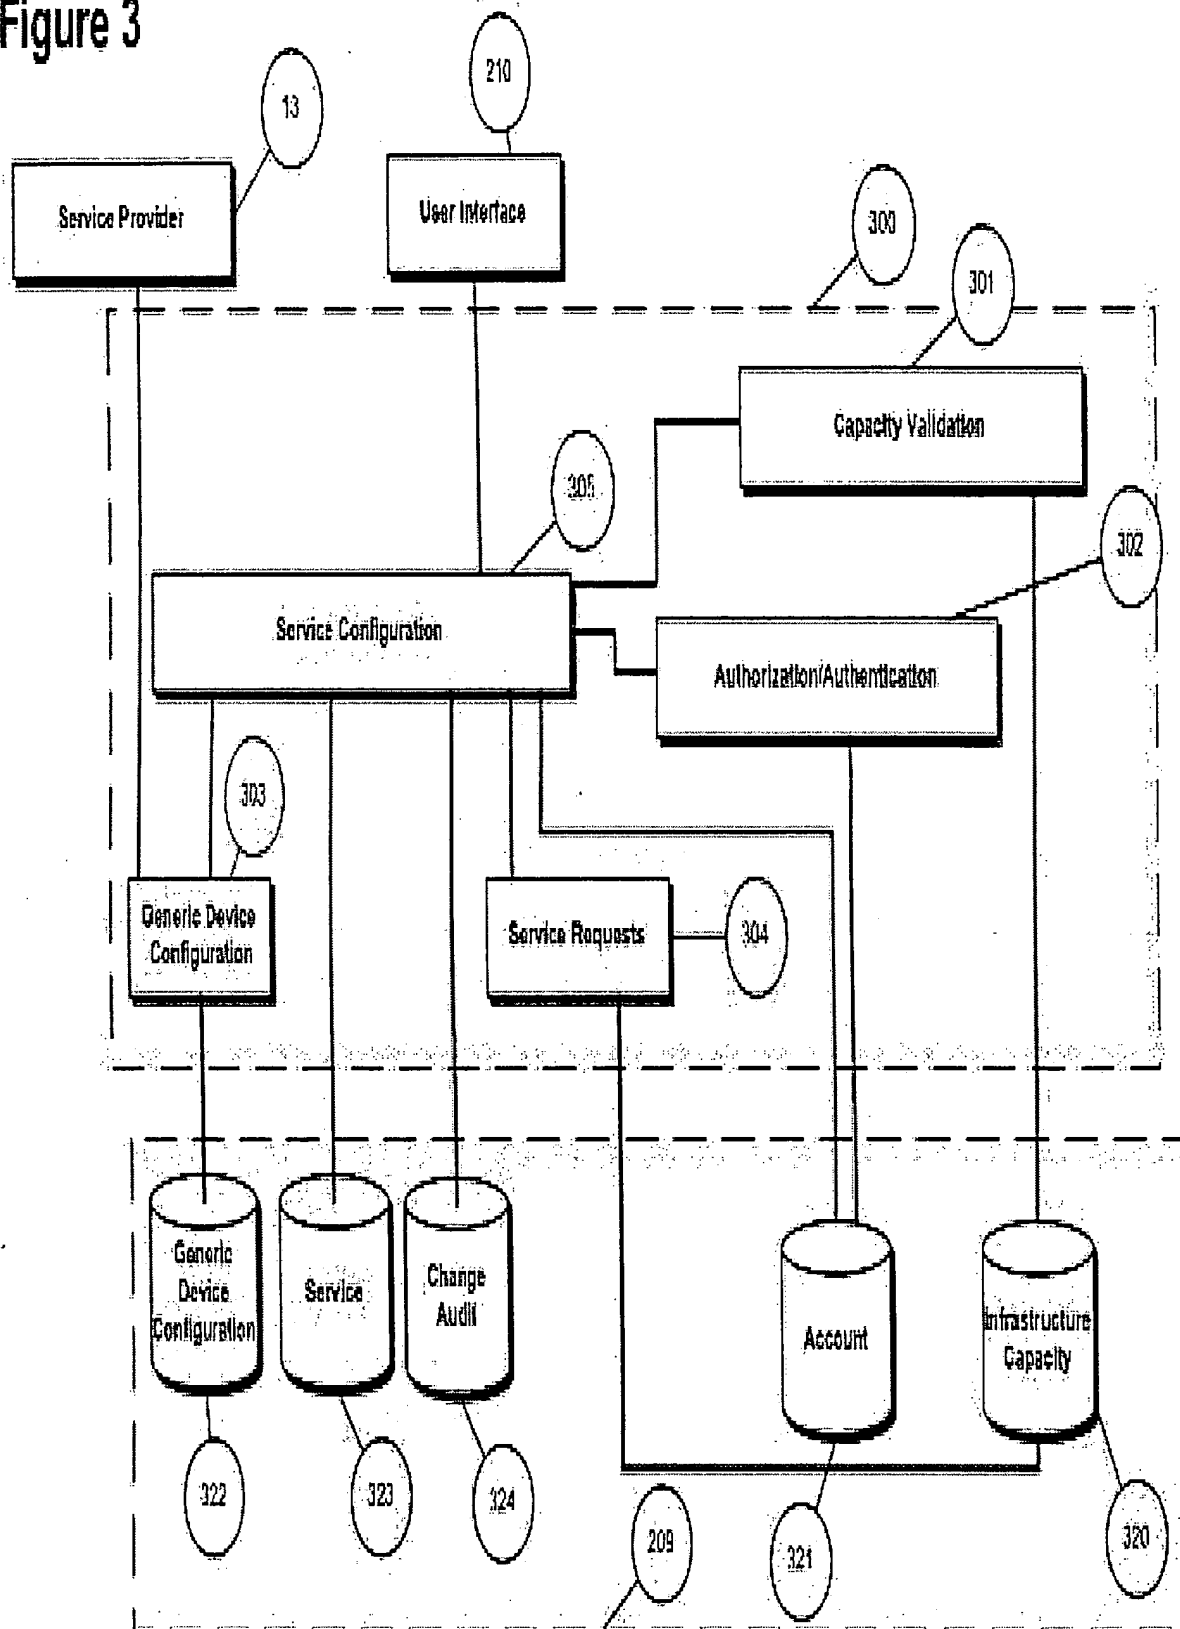 Figure 3
210
13
Service Provider
User Interface
300
301
Capacity Validation
305
302
Service Configuration
Authorization/Authentication
303
Generic Device
Configuration
Service Requests
304
Generic
Device
Configuration
Service
Change
Audit
Account
Infrastructure
Capacity
322
323
324
209
321
320